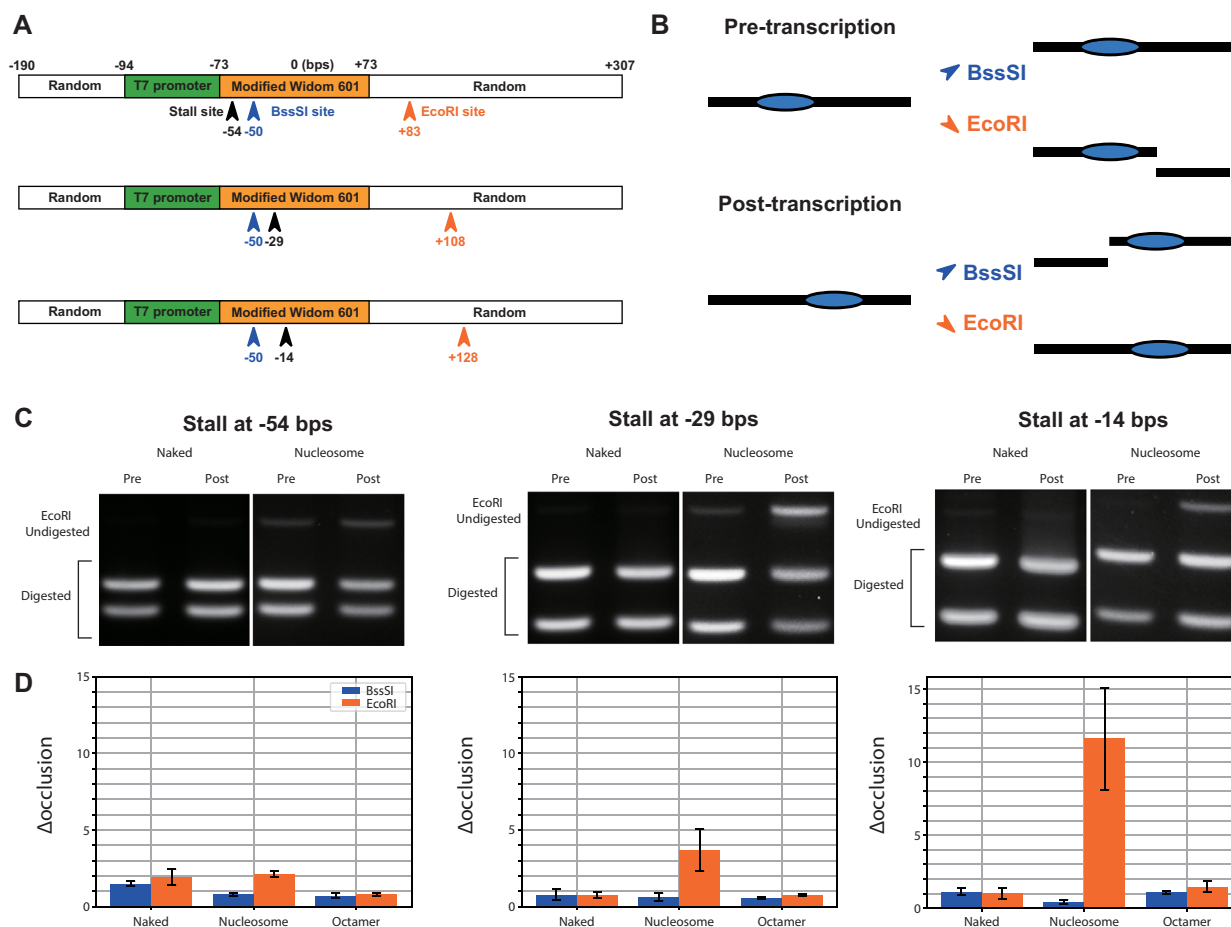 A
-190 -94 -73 0 (bps) +73 +307
Random T7 promoter Modified Widom 601 Random
Stall site BssSI site EcoRI site
-54 -50 +83
Random T7 promoter Modified Widom 601 Random
-50 -29 +108
Random T7 promoter Modified Widom 601 Random
-50 -14 +128
B
Pre-transcription
BssSI
EcoRI
Post-transcription
BssSI
EcoRI
C
Stall at -54 bps
Naked Nucleosome
Pre Post Pre Post
EcoRI
Undigested
Digested
Stall at -29 bps
Naked Nucleosome
Pre Post Pre Post
EcoRI
Undigested
Digested
Stall at -14 bps
Naked Nucleosome
Pre Post Pre Post
EcoRI
Undigested
Digested
D
Δocclusion
15
10
5
0
BssSI
EcoRI
Naked Nucleosome Octamer
Δocclusion
15
10
5
0
Naked Nucleosome Octamer
Δocclusion
15
10
5
0
Naked Nucleosome Octamer